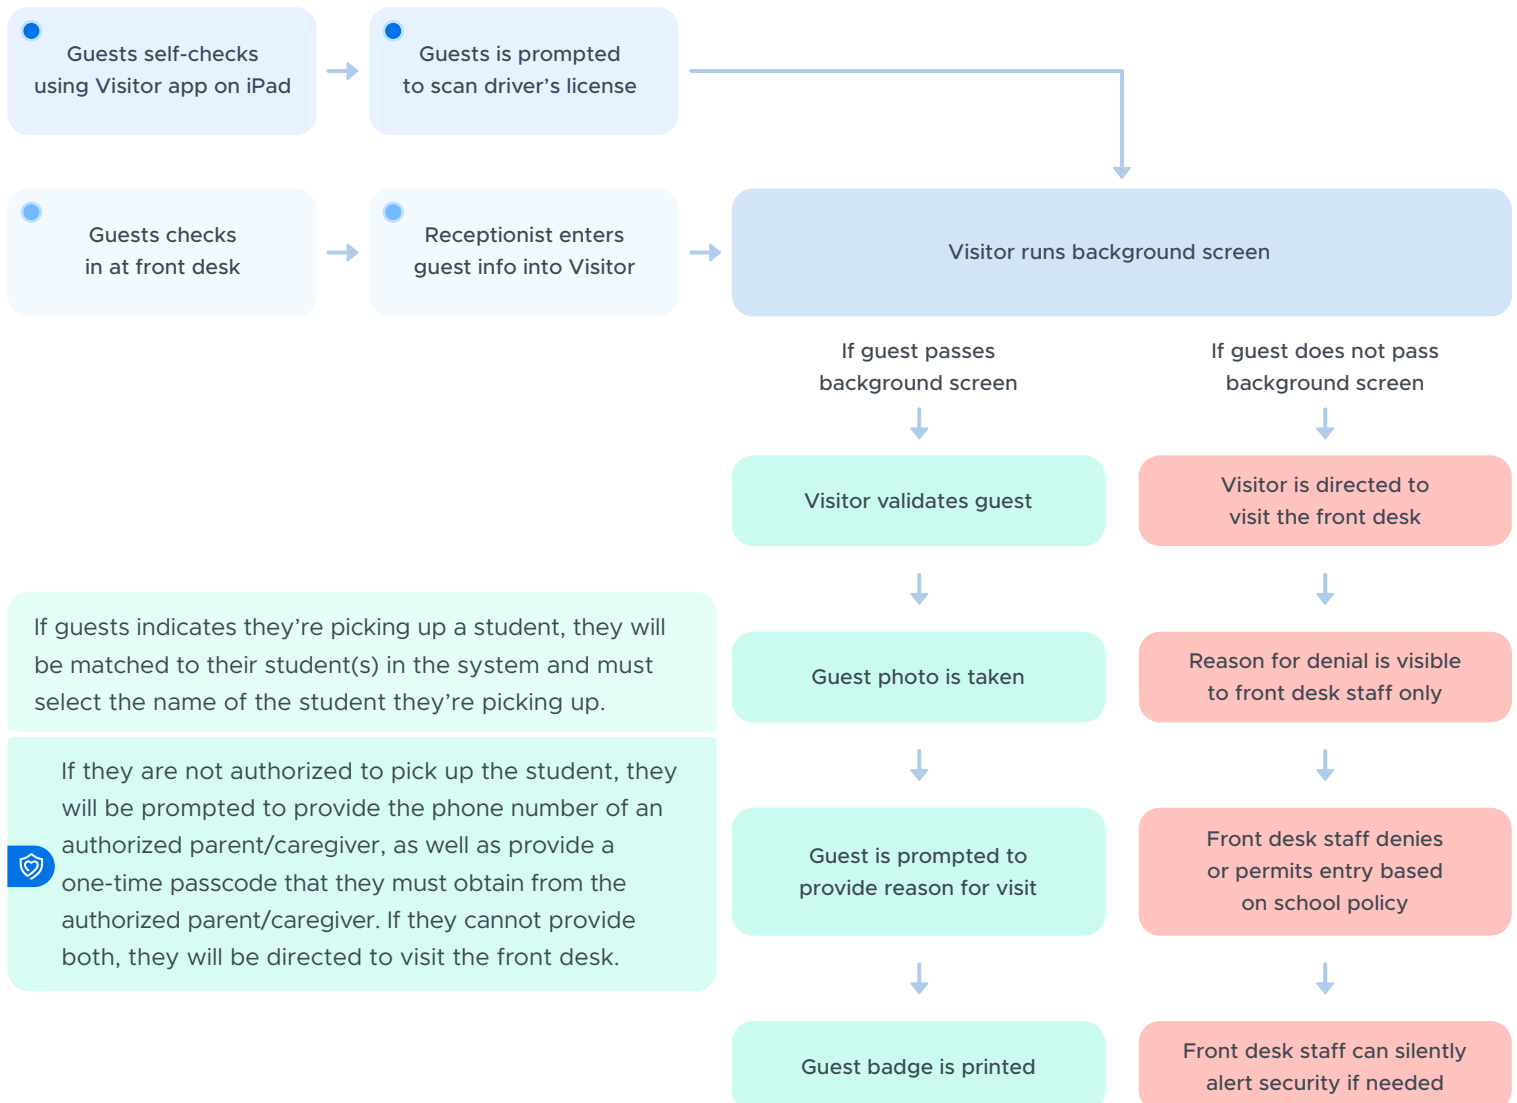 Guests self-checks
using Visitor app on iPad
Guests is prompted
to scan driver’s license
Guests checks
in at front desk
Receptionist enters
guest info into Visitor
Visitor runs background screen
If guest passes
background screen
If guest does not pass
background screen
Visitor validates guest
Visitor is directed to
visit the front desk
If guests indicates they’re picking up a student, they will
be matched to their student(s) in the system and must
select the name of the student they’re picking up.
Guest photo is taken
Reason for denial is visible
to front desk staff only
If they are not authorized to pick up the student, they
will be prompted to provide the phone number of an
authorized parent/caregiver, as well as provide a
one-time passcode that they must obtain from the
authorized parent/caregiver. If they cannot provide
both, they will be directed to visit the front desk.
Guest is prompted to
provide reason for visit
Front desk staff denies
or permits entry based
on school policy
Guest badge is printed
Front desk staff can silently
alert security if needed